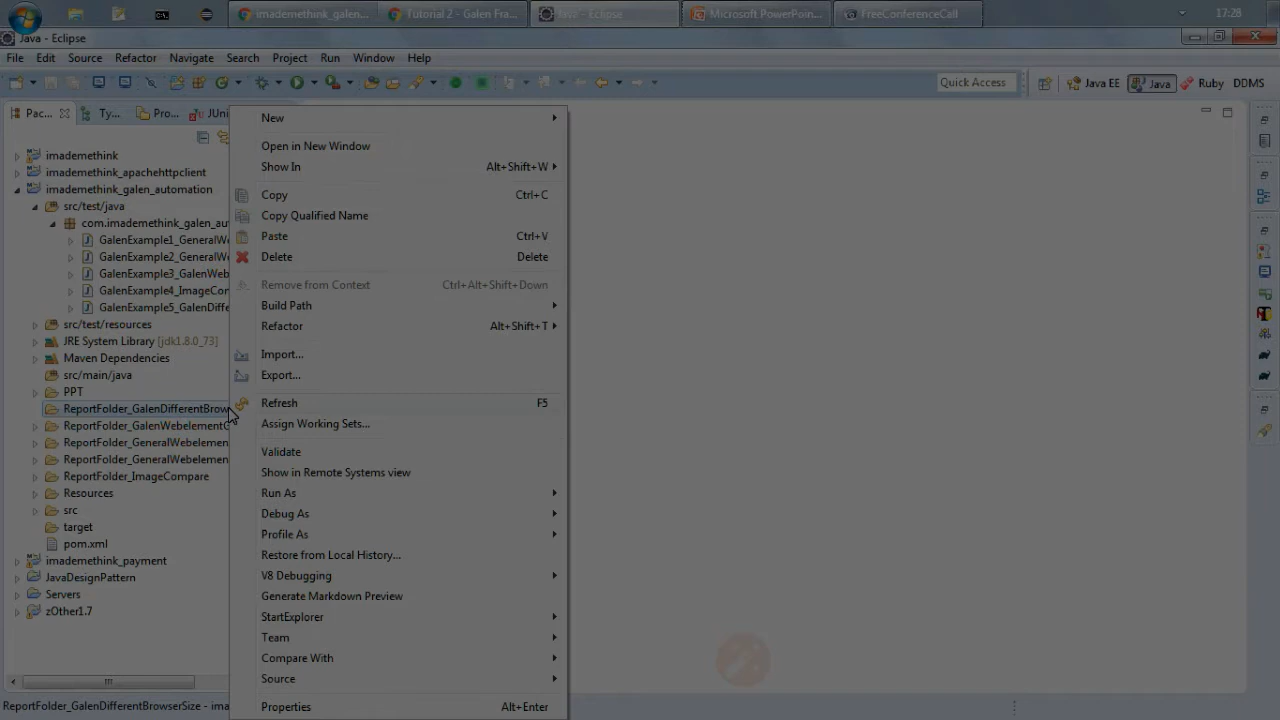 imademethink_galen...
Tutorial 2 - Galen Fra...
Java - Eclipse
Microsoft PowerPoin...
FreeConferenceCall
17:28
Java - Eclipse
File Edit Source Refactor Navigate Search Project Run Window Help
Quick Access
Java EE
Java
Ruby
DDMS
Pac...
Ty...
Pro...
JUni
imademethink
imademethink_apachehttpclient
imademethink_galen_automation
src/test/java
com.imademethink_galen_au
GalenExample1_GeneralWe
GalenExample2_GeneralWe
GalenExample3_GalenWeb
GalenExample4_ImageCor
GalenExample5_GalenDiffe
src/test/resources
JRE System Library [jdk1.8.0_73]
Maven Dependencies
src/main/java
PPT
ReportFolder_GalenDifferentBrow
ReportFolder_GalenWebelementG
ReportFolder_GeneralWebelemen
ReportFolder_GeneralWebelemen
ReportFolder_ImageCompare
Resources
src
target
pom.xml
imademethink_payment
JavaDesignPattern
Servers
zOther1.7
New
Open in New Window
Show In Alt+Shift+W
Copy Ctrl+C
Copy Qualified Name
Paste Ctrl+V
Delete Delete
Remove from Context Ctrl+Alt+Shift+Down
Build Path
Refactor Alt+Shift+T
Import...
Export...
Refresh F5
Assign Working Sets...
Validate
Show in Remote Systems view
Run As
Debug As
Profile As
Restore from Local History...
V8 Debugging
Generate Markdown Preview
StartExplorer
Team
Compare With
Source
Properties Alt+Enter
ReportFolder_GalenDifferentBrowserSize - ima